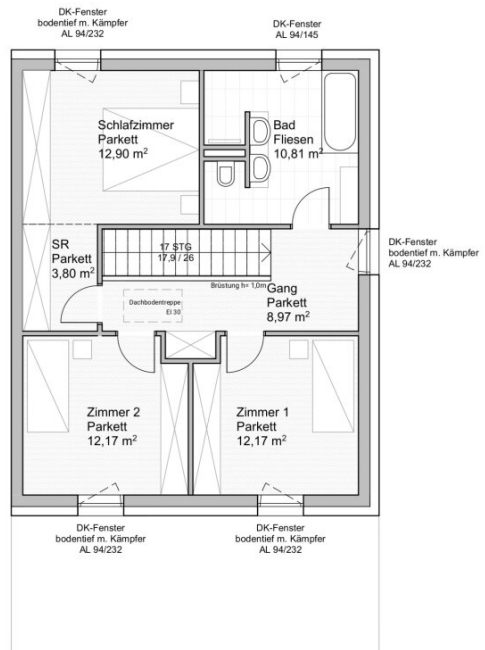 DK-Fenster
bodentief m. Kämpfer
AL 94/232
DK-Fenster
AL 94/145
Schlafzimmer
Parkett
12,90 m²
Bad
Fliesen
10,81 m²
SR
Parkett
3,80 m²
17 STG
17,9 / 26
DK-Fenster
bodentief m. Kämpfer
AL 94/232
Brüstung h= 1,0m
Gang
Parkett
8,97 m²
Dachbodentreppe
EI 30
Zimmer 2
Parkett
12,17 m²
Zimmer 1
Parkett
12,17 m²
DK-Fenster
bodentief m. Kämpfer
AL 94/232
DK-Fenster
bodentief m. Kämpfer
AL 94/232